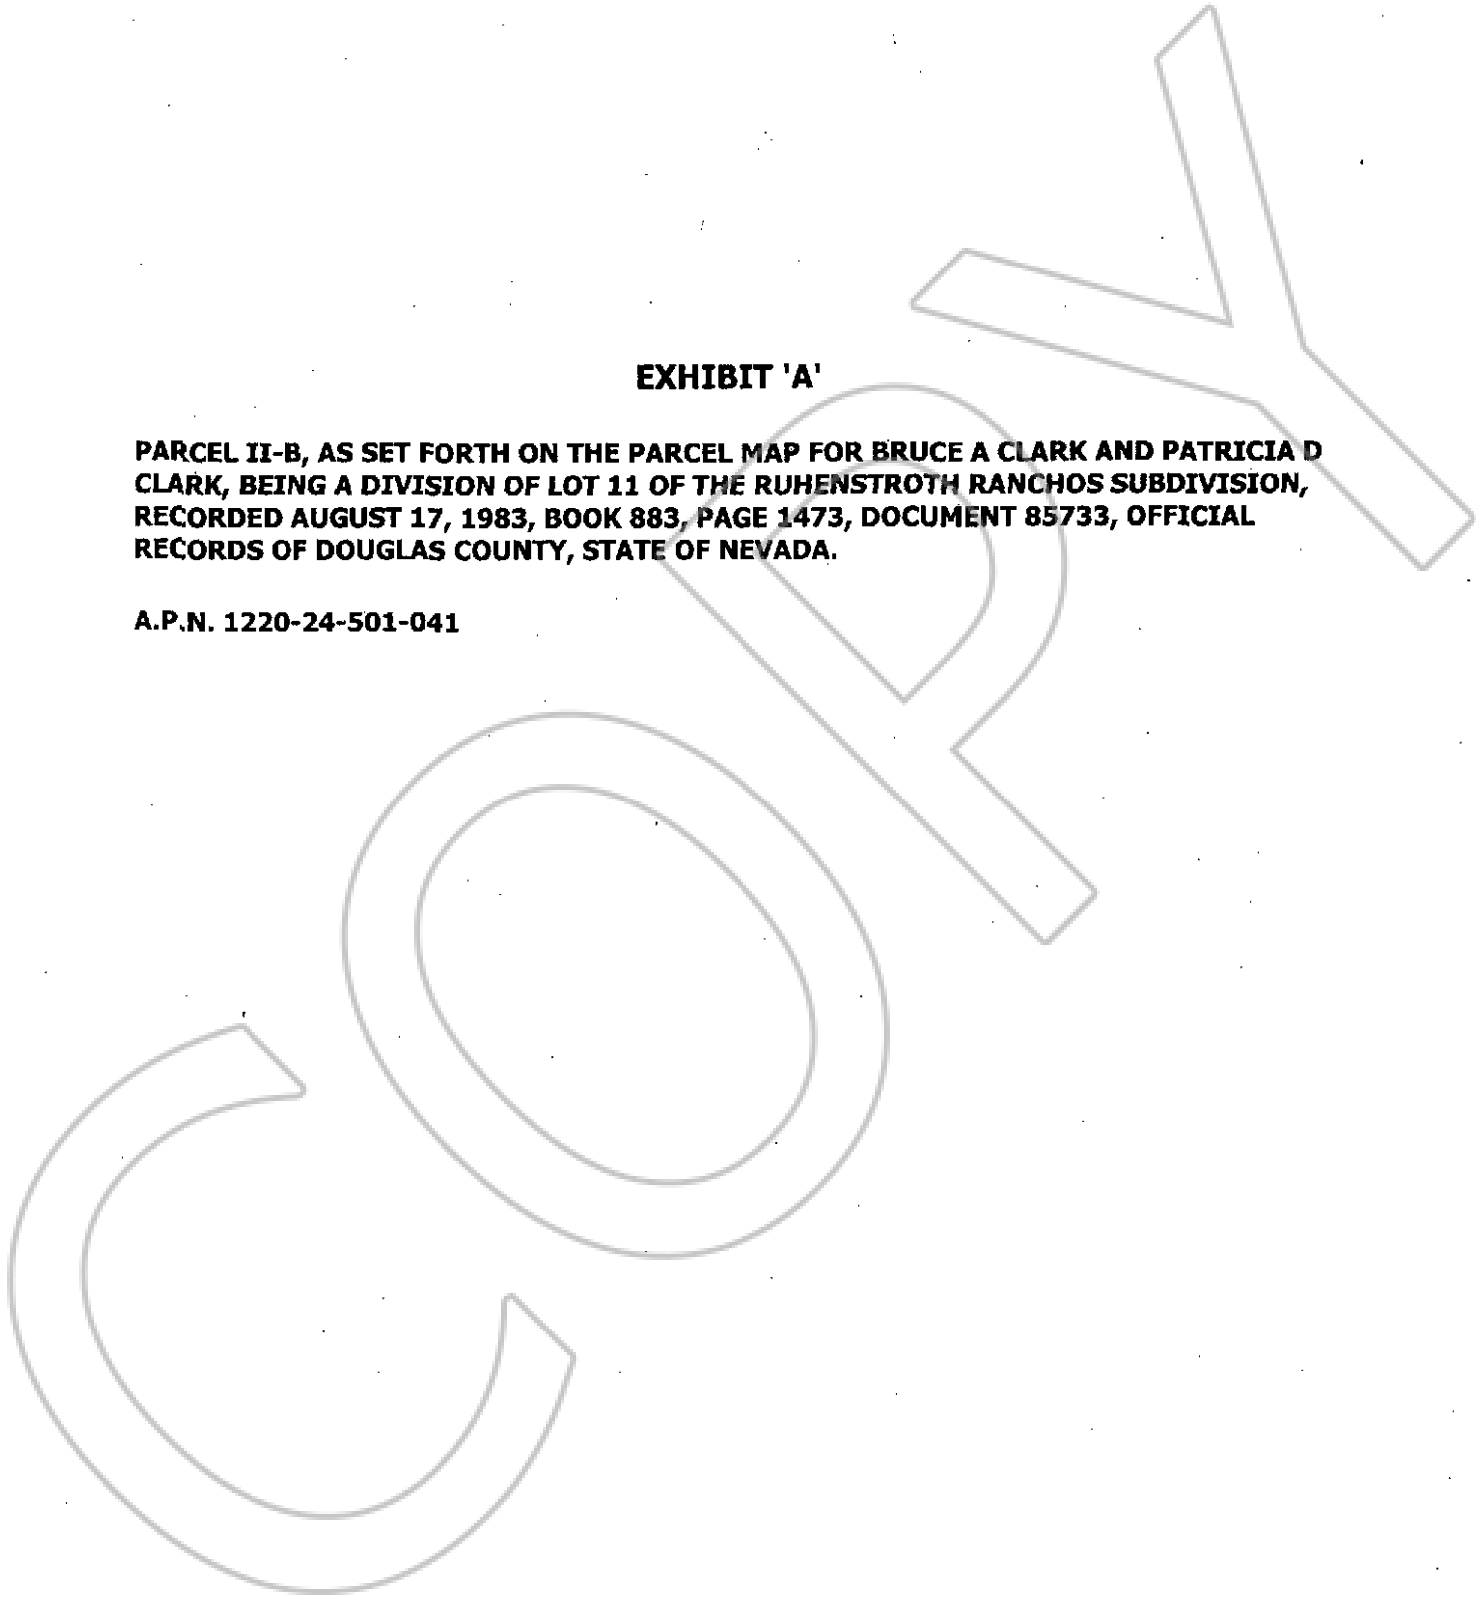 EXHIBIT 'A'
PARCEL II-B, AS SET FORTH ON THE PARCEL MAP FOR BRUCE A CLARK AND PATRICIA D
CLARK, BEING A DIVISION OF LOT 11 OF THE RUHENSTROTH RANCHOS SUBDIVISION,
RECORDED AUGUST 17, 1983, BOOK 883, PAGE 1473, DOCUMENT 85733, OFFICIAL
RECORDS OF DOUGLAS COUNTY, STATE OF NEVADA.
A.P.N. 1220-24-501-041
COPY